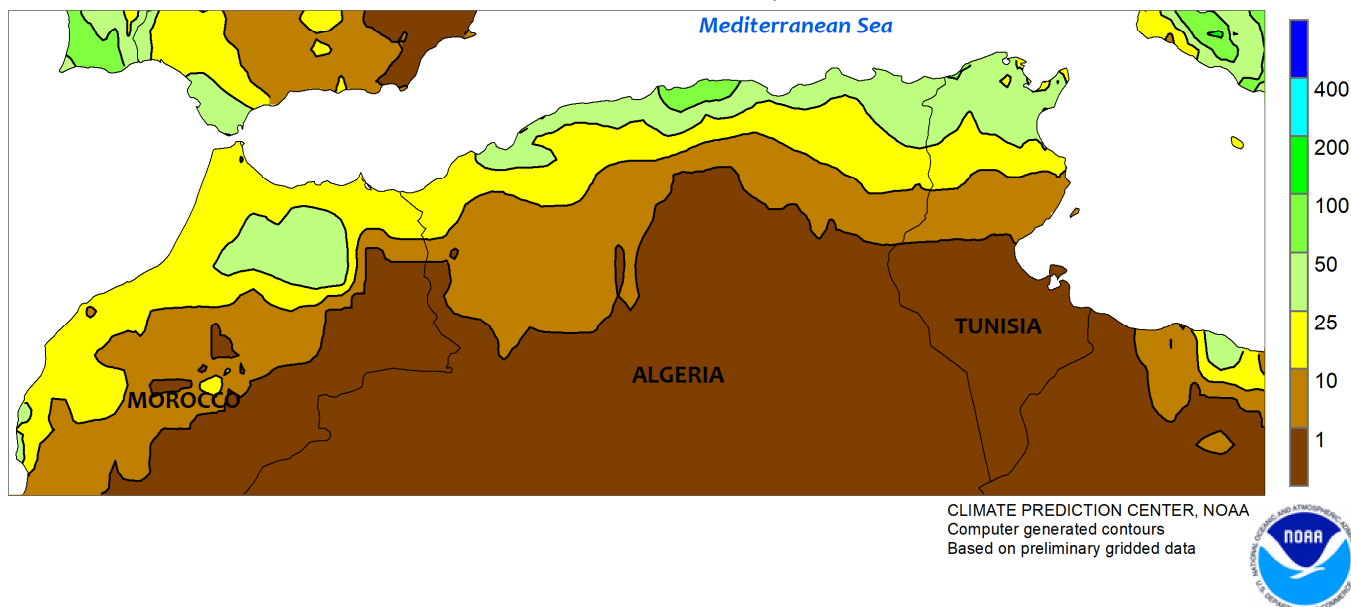 Mediterranean Sea
400
200
100
50
25
10
1
TUNISIA
ALGERIA
MOROCCO
CLIMATE PREDICTION CENTER, NOAA
Computer generated contours
Based on preliminary gridded data
NOAA